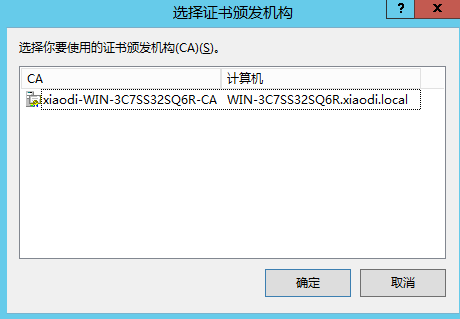 选择证书颁发机构
?
x
选择你要使用的证书颁发机构(CA)(S)。
CA 计算机
xiaodi-WIN-3C7SS32SQ6R-CA WIN-3C7SS32SQ6R.xiaodi.local
确定 取消